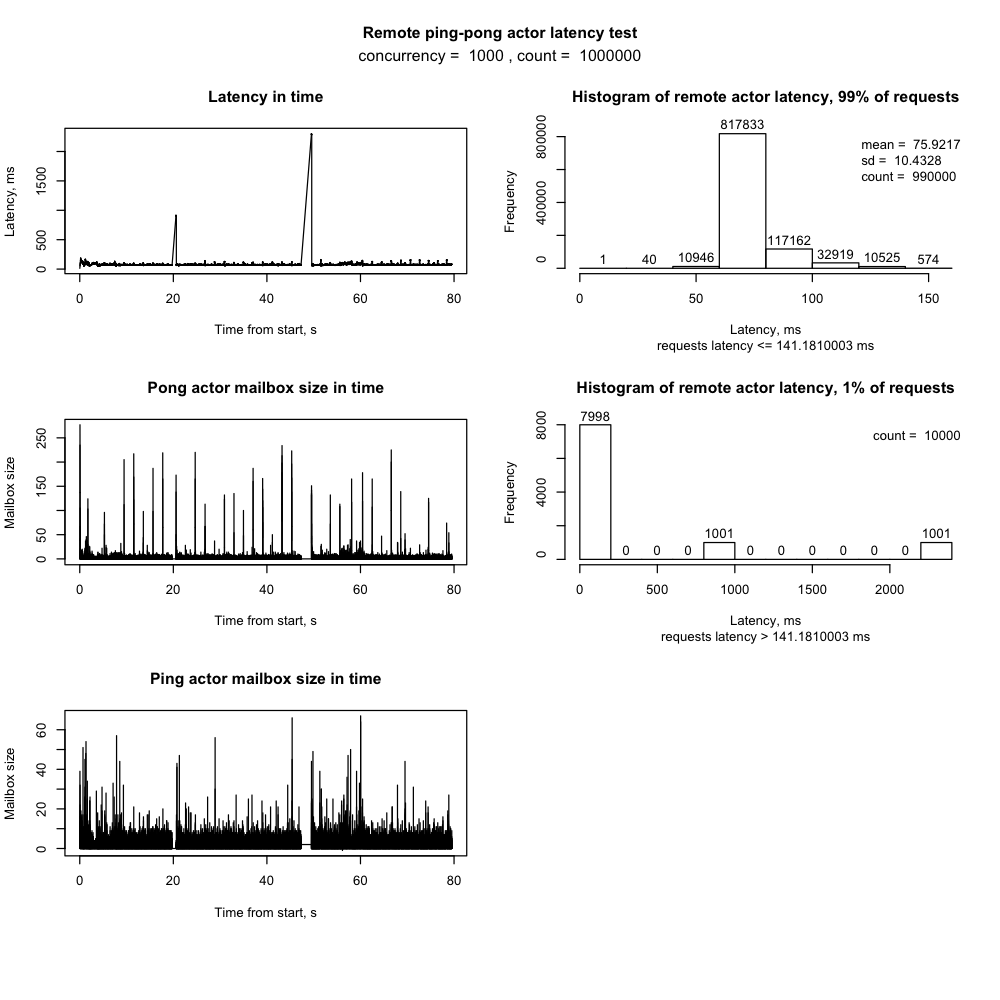 Remote ping-pong actor latency test
concurrency =  1000 , count =  1000000
Latency in time
Latency, ms
0 500 1500
0 20 40 60 80
Time from start, s
Histogram of remote actor latency, 99% of requests
Frequency
0 400000 800000
817833
mean =  75.9217
sd =  10.4328
count =  990000
1 40 10946 117162 32919 10525 574
0 50 100 150
Latency, ms
requests latency <= 141.1810003 ms
Pong actor mailbox size in time
Mailbox size
0 50 150 250
0 20 40 60 80
Time from start, s
Histogram of remote actor latency, 1% of requests
Frequency
0 4000 8000
7998
count =  10000
0 0 0 1001 0 0 0 0 0 0 1001
0 500 1000 1500 2000
Latency, ms
requests latency > 141.1810003 ms
Ping actor mailbox size in time
Mailbox size
0 20 40 60
0 20 40 60 80
Time from start, s